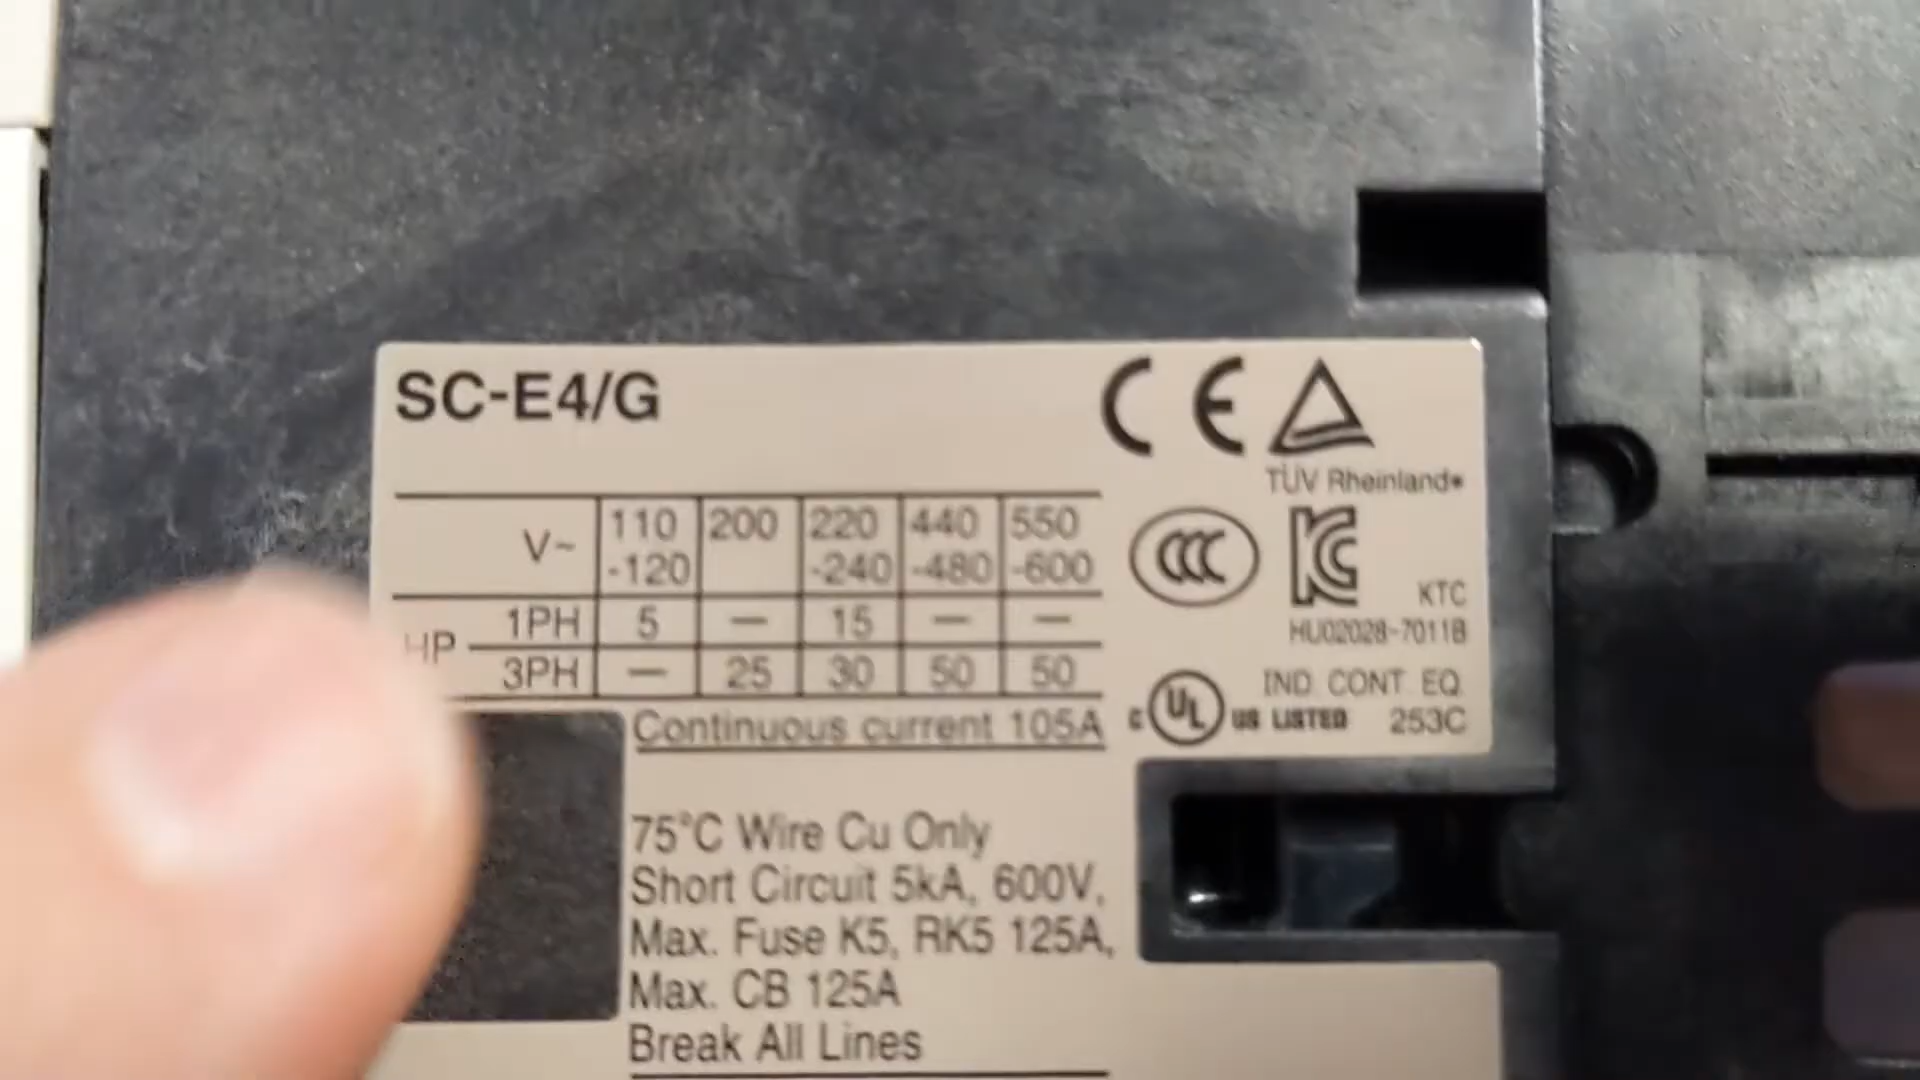 SC-E4/G
CE
TÜV Rheinland
V~ 110-120 200 220-240 440-480 550-600
HP 1PH 5 — 15 — —
3PH — 25 30 50 50
CCC
KC
KTC
HU02028-7011B
Continuous current 105A
C UL US LISTED
IND. CONT. EQ.
253C
75°C Wire Cu Only
Short Circuit 5kA, 600V,
Max. Fuse K5, RK5 125A,
Max. CB 125A
Break All Lines